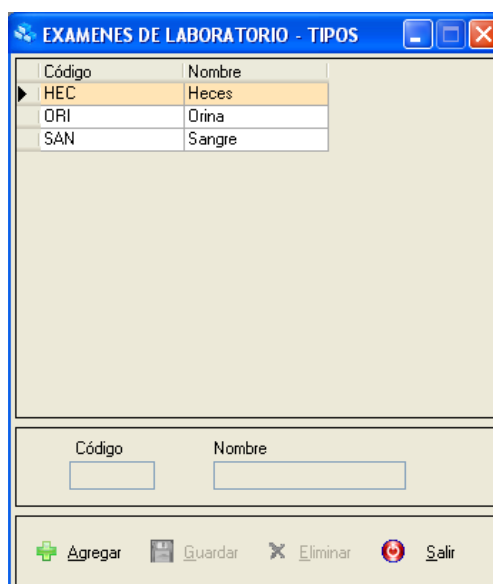 EXAMENES DE LABORATORIO - TIPOS
Código Nombre
HEC Heces
ORI Orina
SAN Sangre
Código Nombre
Agregar Guardar Eliminar Salir